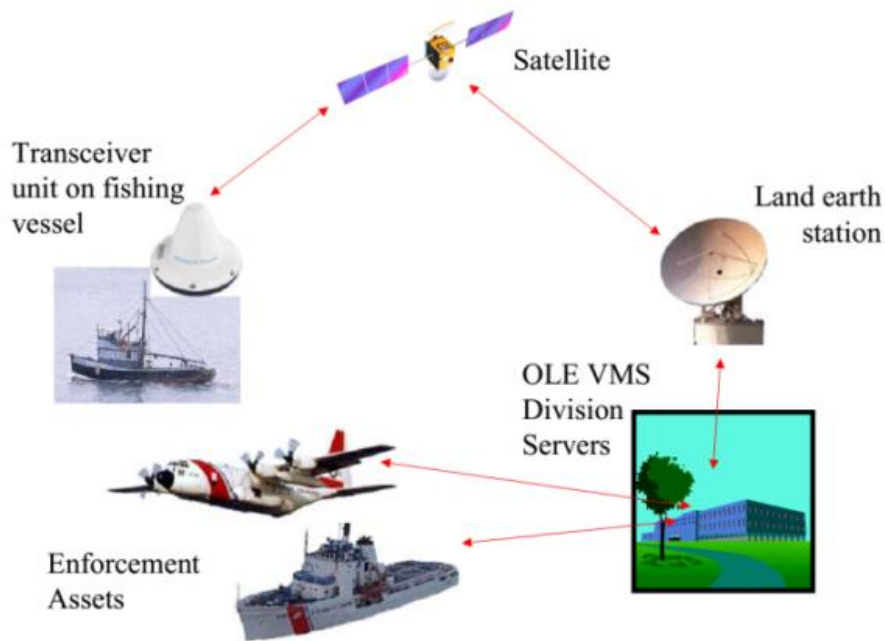 Satellite
Transceiver
unit on fishing
vessel
Land earth
station
OLE VMS
Division
Servers
Enforcement
Assets